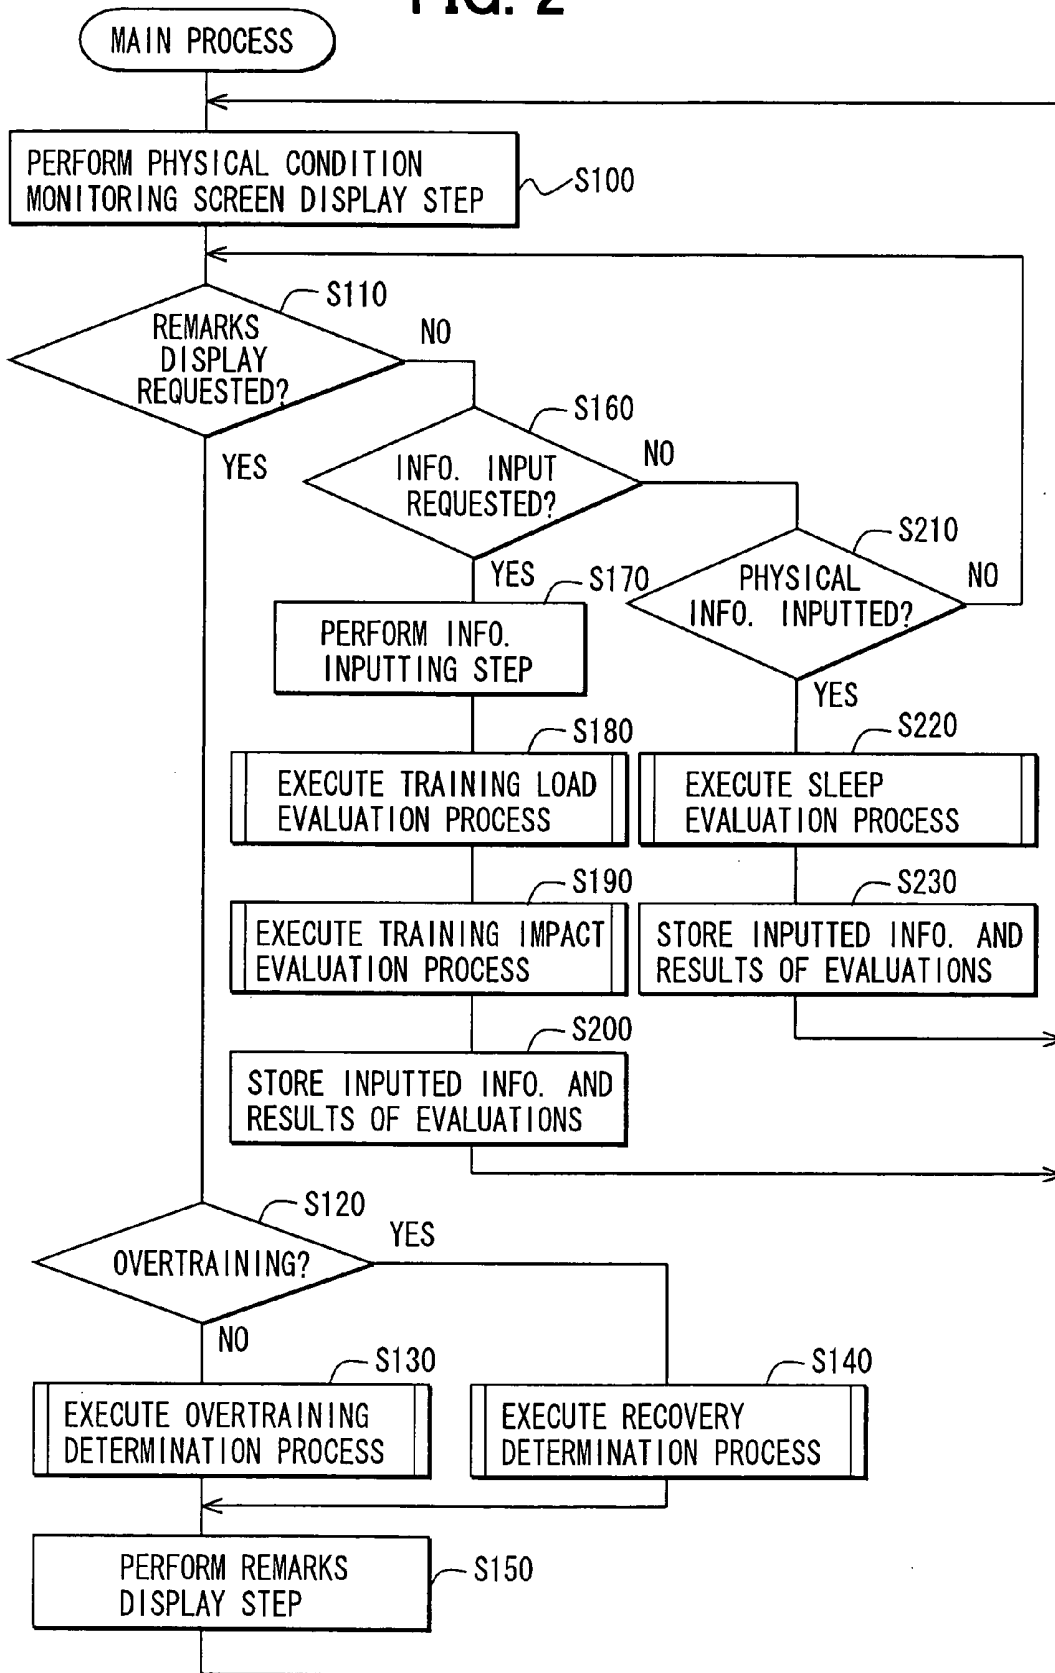 FIG. 2
MAIN PROCESS
PERFORM PHYSICAL CONDITION
MONITORING SCREEN DISPLAY STEP
S100
S110
REMARKS
DISPLAY
REQUESTED?
NO
YES
S160
INFO. INPUT
REQUESTED?
NO
YES
S210
PHYSICAL
INFO. INPUTTED?
NO
YES
S170
PERFORM INFO.
INPUTTING STEP
S180
EXECUTE TRAINING LOAD
EVALUATION PROCESS
S220
EXECUTE SLEEP
EVALUATION PROCESS
S190
EXECUTE TRAINING IMPACT
EVALUATION PROCESS
S230
STORE INPUTTED INFO. AND
RESULTS OF EVALUATIONS
S200
STORE INPUTTED INFO. AND
RESULTS OF EVALUATIONS
S120
OVERTRAINING?
YES
NO
S130
EXECUTE OVERTRAINING
DETERMINATION PROCESS
S140
EXECUTE RECOVERY
DETERMINATION PROCESS
PERFORM REMARKS
DISPLAY STEP
S150